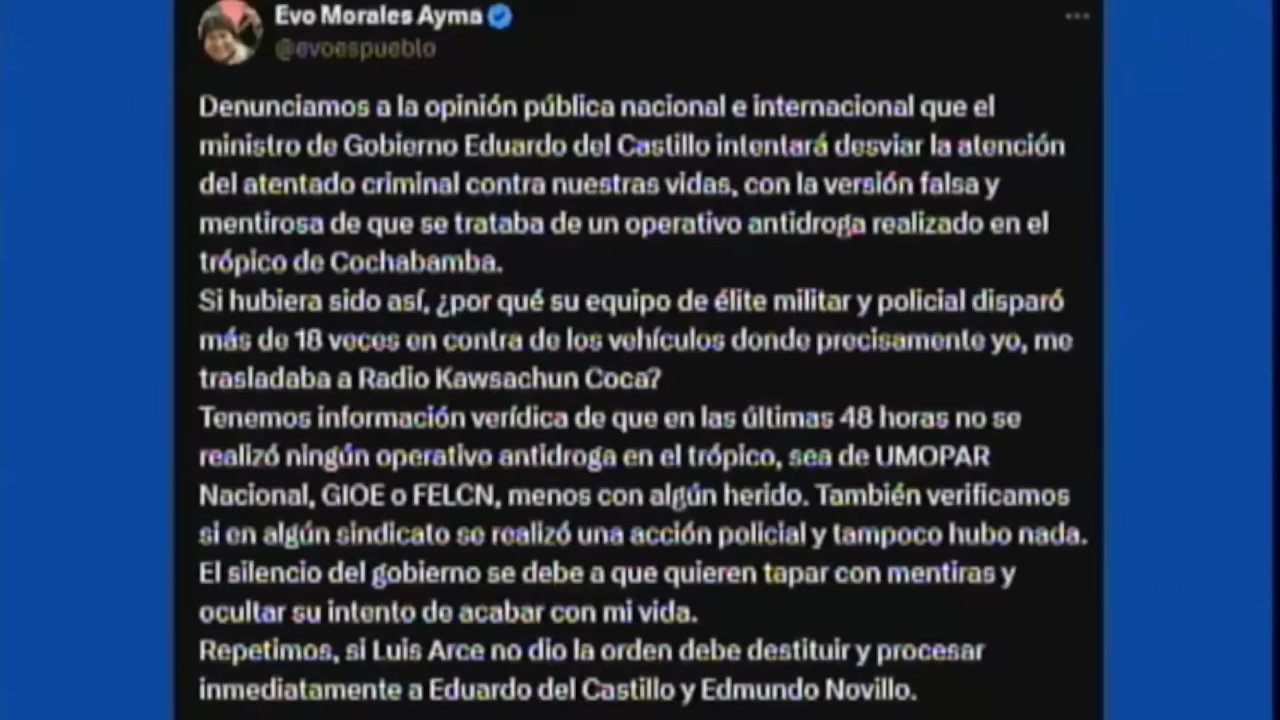 Evo Morales Ayma
@evoespueblo
Denunciamos a la opinión pública nacional e internacional que el
ministro de Gobierno Eduardo del Castillo intentará desviar la atención
del atentado criminal contra nuestras vidas, con la versión falsa y
mentirosa de que se trataba de un operativo antidroga realizado en el
trópico de Cochabamba.
Si hubiera sido así, ¿por qué su equipo de élite militar y policial disparó
más de 18 veces en contra de los vehículos donde precisamente yo, me
trasladaba a Radio Kawsachun Coca?
Tenemos información verídica de que en las últimas 48 horas no se
realizó ningún operativo antidroga en el trópico, sea de UMOPAR
Nacional, GIOE o FELCN, menos con algún herido. También verificamos
si en algún sindicato se realizó una acción policial y tampoco hubo nada.
El silencio del gobierno se debe a que quieren tapar con mentiras y
ocultar su intento de acabar con mi vida.
Repetimos, si Luis Arce no dio la orden debe destituir y procesar
inmediatamente a Eduardo del Castillo y Edmundo Novillo.